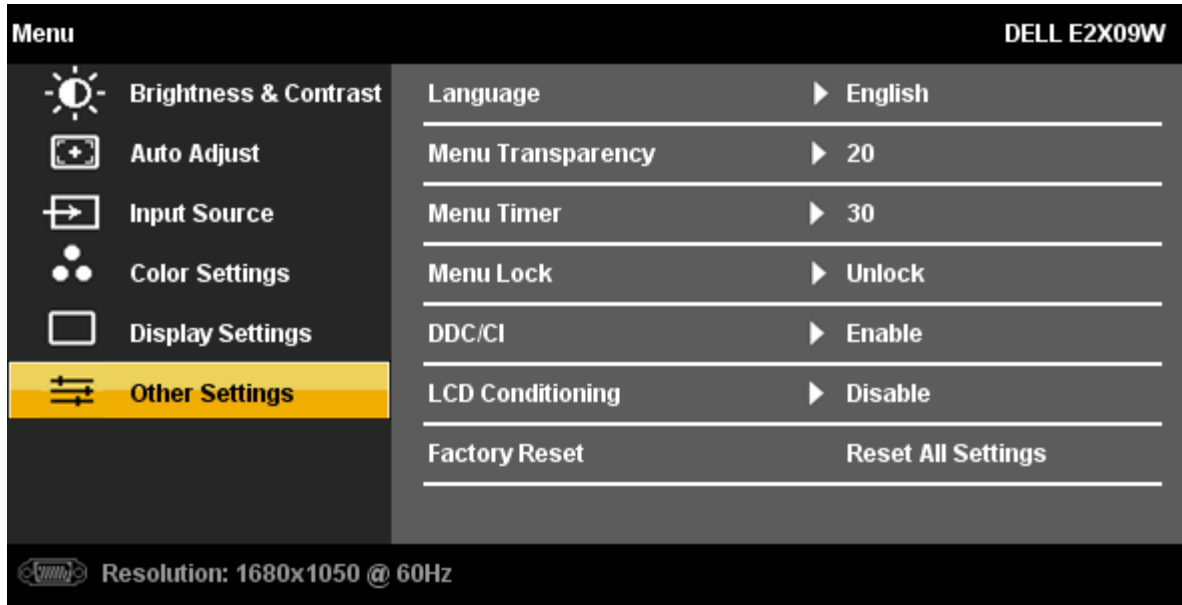 Menu DELL E2X09W
Brightness & Contrast Language English
Auto Adjust Menu Transparency 20
Input Source Menu Timer 30
Color Settings Menu Lock Unlock
Display Settings DDC/CI Enable
Other Settings LCD Conditioning Disable
Factory Reset Reset All Settings
Resolution: 1680x1050 @ 60Hz